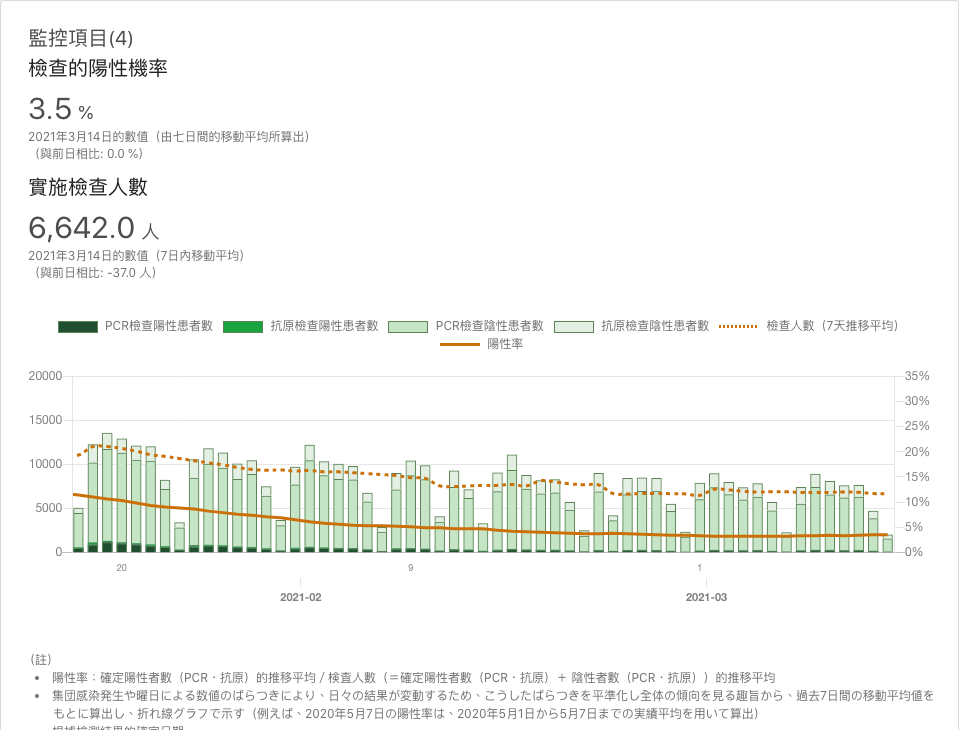 監控項目(4)
檢查的陽性機率
3.5 %
2021年3月14日的數值（由七日間的移動平均所算出）
（與前日相比: 0.0 %）
實施檢查人數
6,642.0 人
2021年3月14日的數值（7日內移動平均）
（與前日相比: -37.0 人）
PCR檢查陽性患者數 抗原檢查陽性患者數 PCR檢查陰性患者數 抗原檢查陰性患者數 檢查人數（7天推移平均）
陽性率
20000 35%
30%
15000 25%
20%
10000 15%
10%
5000 5%
0 0%
20 9 1
2021-02 2021-03
（註）
• 陽性率：確定陽性者數（PCR・抗原）的推移平均 / 檢查人數（＝確定陽性者數（PCR・抗原）＋ 陰性者數（PCR・抗原））的推移平均
• 集団感染発生や曜日による数値のばらつきにより、日々の結果が変動するため、こうしたばらつきを平準化し全体の傾向を見る趣旨から、過去7日間の移動平均値を
もとに算出し、折れ線グラフで示す（例えば、2020年5月7日の陽性率は、2020年5月1日から5月7日までの実績平均を用いて算出）